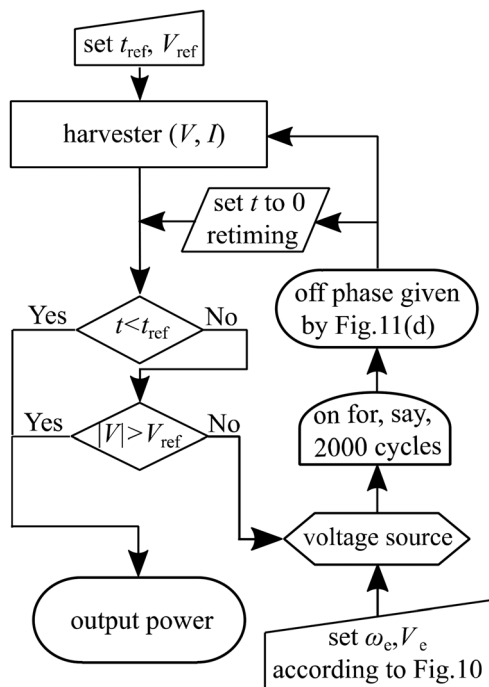 set t_ref, V_ref
harvester (V, I)
set t to 0
retiming
off phase given
by Fig.11(d)
Yes
t<t_ref
No
on for, say,
2000 cycles
Yes
|V|>V_ref
No
voltage source
output power
set ω_e,V_e
according to Fig.10